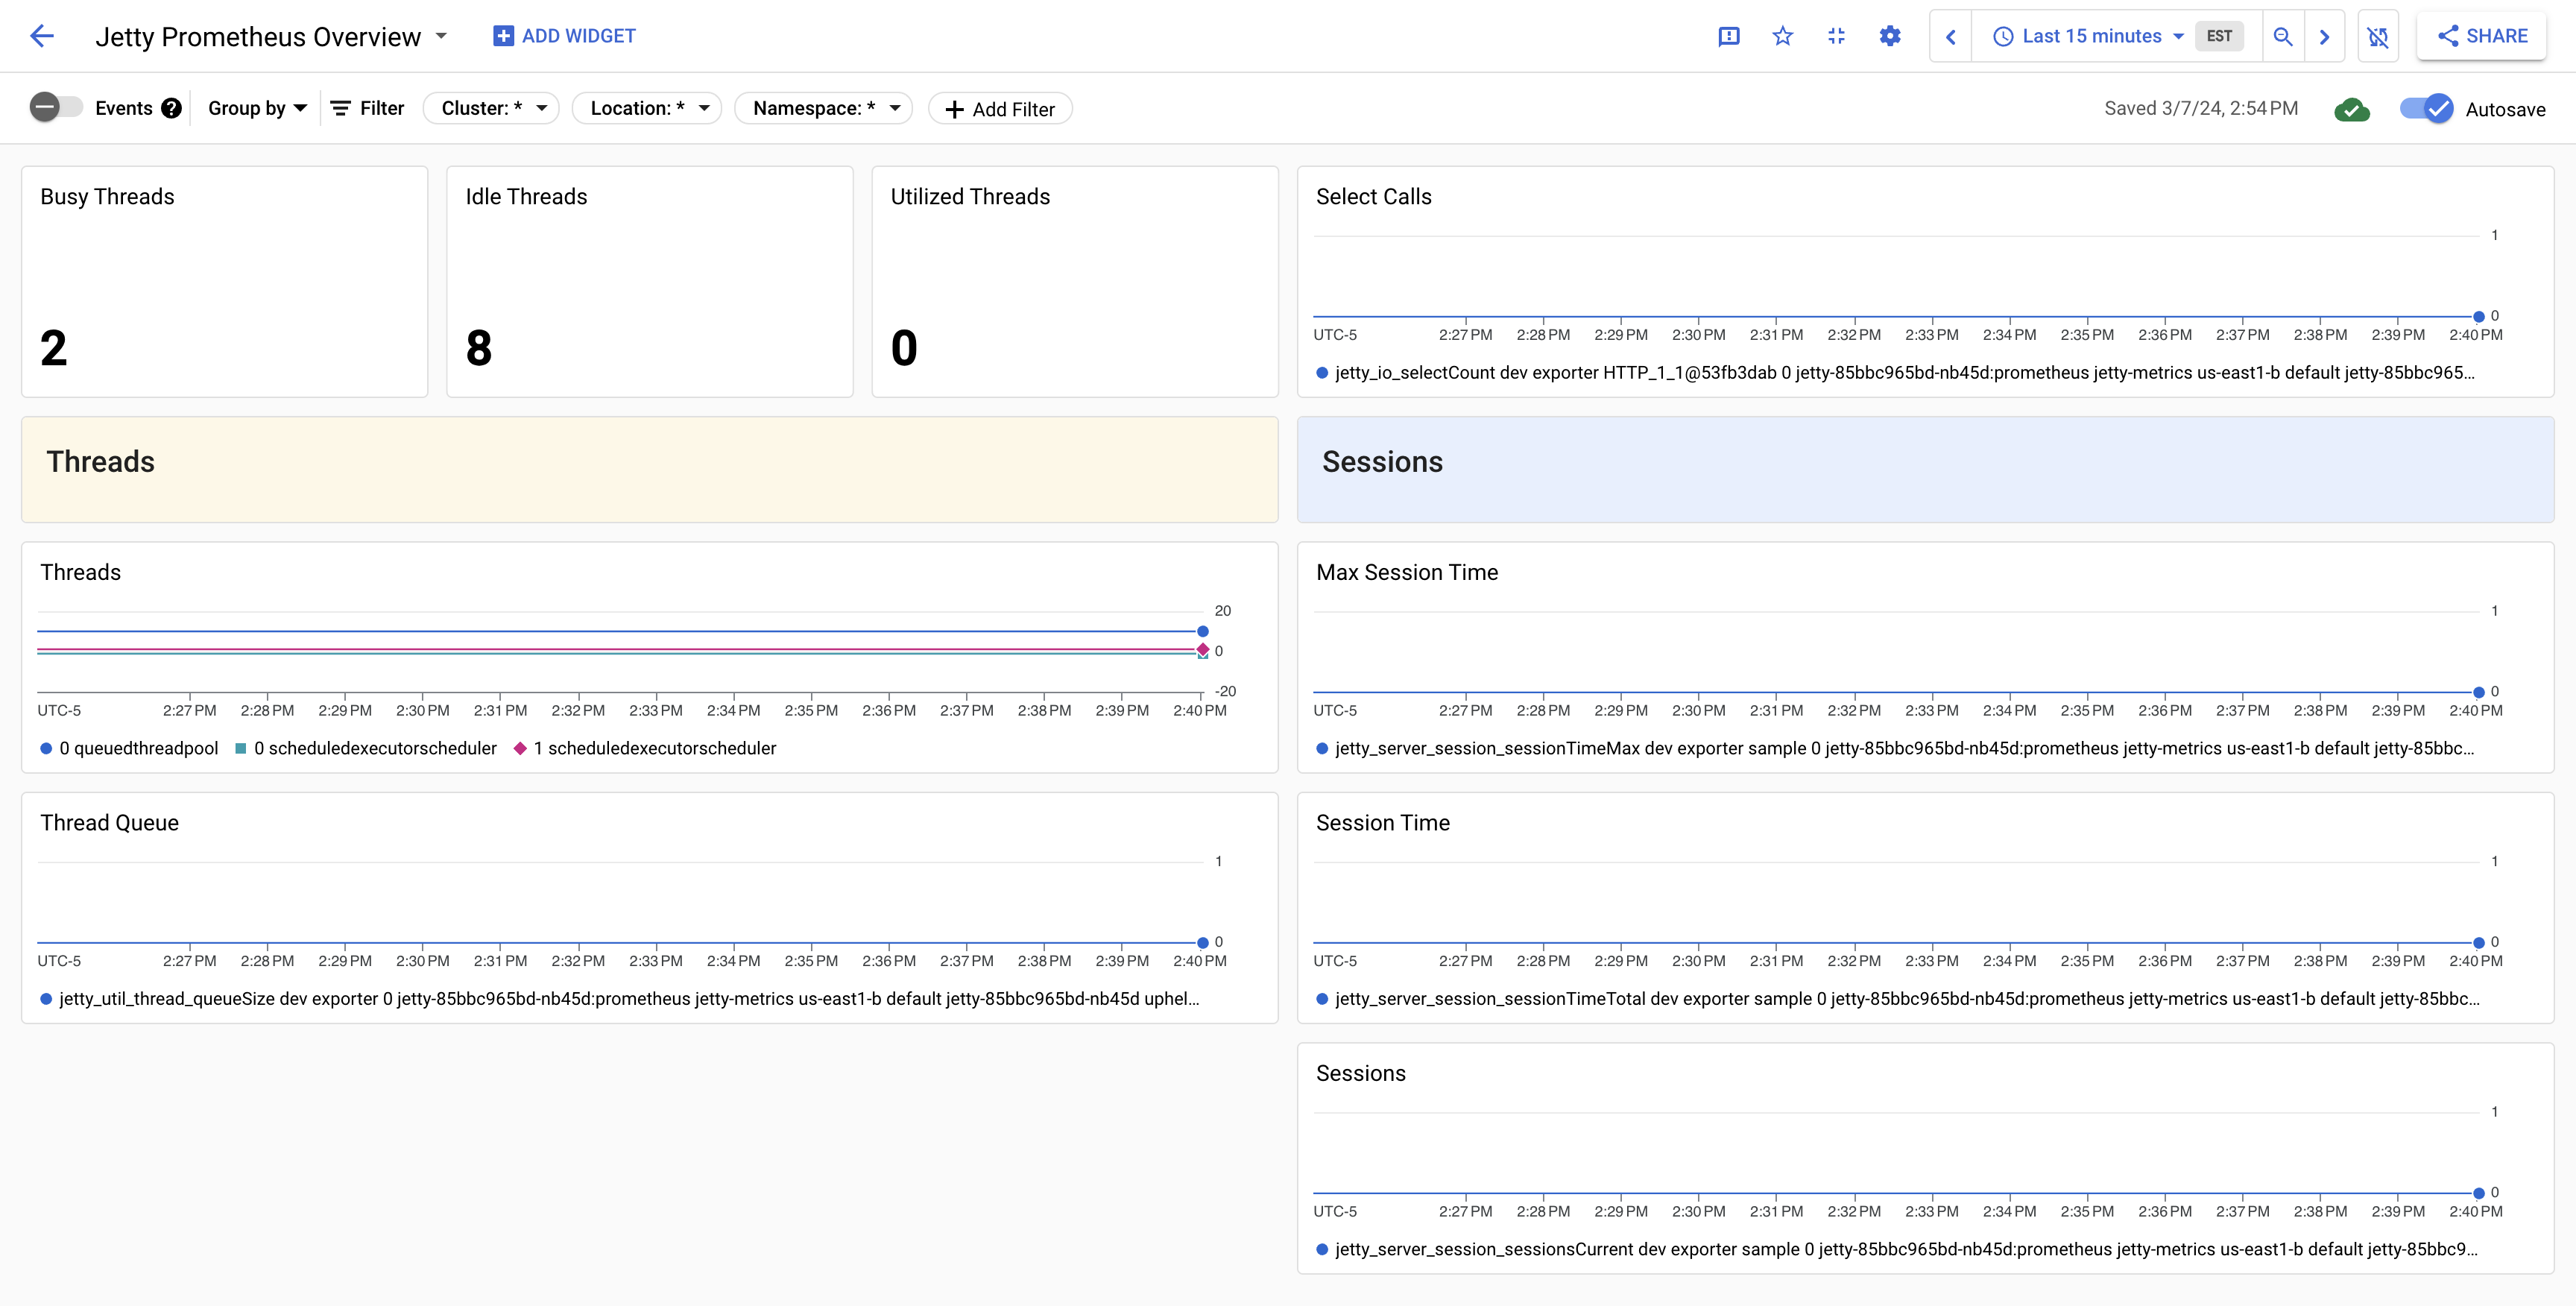 Jetty Prometheus Overview
ADD WIDGET
Last 15 minutes EST
SHARE
Events Group by Filter Cluster: * Location: * Namespace: * Add Filter
Saved 3/7/24, 2:54 PM Autosave
Busy Threads
2
Idle Threads
8
Utilized Threads
0
Select Calls
1
0
UTC-5 2:27 PM 2:28 PM 2:29 PM 2:30 PM 2:31 PM 2:32 PM 2:33 PM 2:34 PM 2:35 PM 2:36 PM 2:37 PM 2:38 PM 2:39 PM 2:40 PM
jetty_io_selectCount dev exporter HTTP_1_1@53fb3dab 0 jetty-85bbc965bd-nb45d:prometheus jetty-metrics us-east1-b default jetty-85bbc965...
Threads
Sessions
Threads
20
0
-20
UTC-5 2:27 PM 2:28 PM 2:29 PM 2:30 PM 2:31 PM 2:32 PM 2:33 PM 2:34 PM 2:35 PM 2:36 PM 2:37 PM 2:38 PM 2:39 PM 2:40 PM
0 queuedthreadpool 0 scheduledexecutorscheduler 1 scheduledexecutorscheduler
Max Session Time
1
0
UTC-5 2:27 PM 2:28 PM 2:29 PM 2:30 PM 2:31 PM 2:32 PM 2:33 PM 2:34 PM 2:35 PM 2:36 PM 2:37 PM 2:38 PM 2:39 PM 2:40 PM
jetty_server_session_sessionTimeMax dev exporter sample 0 jetty-85bbc965bd-nb45d:prometheus jetty-metrics us-east1-b default jetty-85bbc...
Thread Queue
1
0
UTC-5 2:27 PM 2:28 PM 2:29 PM 2:30 PM 2:31 PM 2:32 PM 2:33 PM 2:34 PM 2:35 PM 2:36 PM 2:37 PM 2:38 PM 2:39 PM 2:40 PM
jetty_util_thread_queueSize dev exporter 0 jetty-85bbc965bd-nb45d:prometheus jetty-metrics us-east1-b default jetty-85bbc965bd-nb45d uphel...
Session Time
1
0
UTC-5 2:27 PM 2:28 PM 2:29 PM 2:30 PM 2:31 PM 2:32 PM 2:33 PM 2:34 PM 2:35 PM 2:36 PM 2:37 PM 2:38 PM 2:39 PM 2:40 PM
jetty_server_session_sessionTimeTotal dev exporter sample 0 jetty-85bbc965bd-nb45d:prometheus jetty-metrics us-east1-b default jetty-85bbc...
Sessions
1
0
UTC-5 2:27 PM 2:28 PM 2:29 PM 2:30 PM 2:31 PM 2:32 PM 2:33 PM 2:34 PM 2:35 PM 2:36 PM 2:37 PM 2:38 PM 2:39 PM 2:40 PM
jetty_server_session_sessionsCurrent dev exporter sample 0 jetty-85bbc965bd-nb45d:prometheus jetty-metrics us-east1-b default jetty-85bbc9...